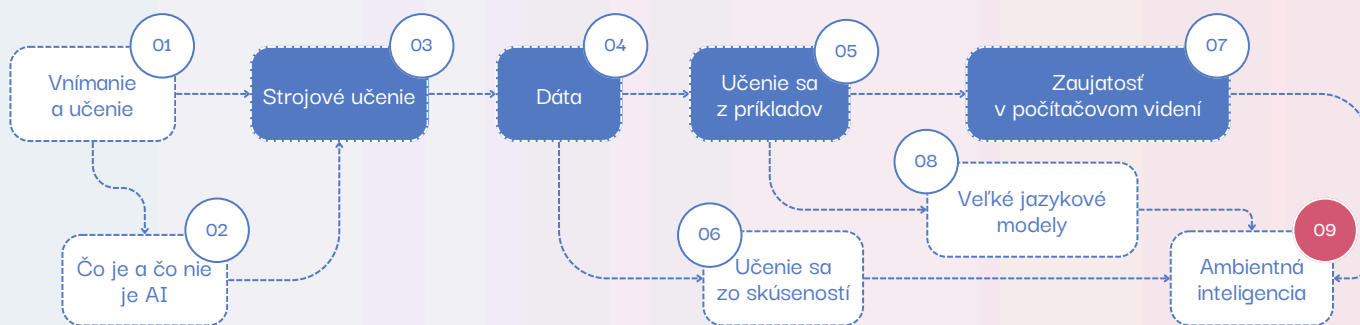 01
Vnímanie
a učenie
02
Čo je a čo nie
je AI
03
Strojové učenie
04
Dáta
05
Učenie sa
z príkladov
06
Učenie sa
zo skúseností
07
Zaujatosť
v počítačovom videní
08
Veľké jazykové
modely
09
Ambientná
inteligencia